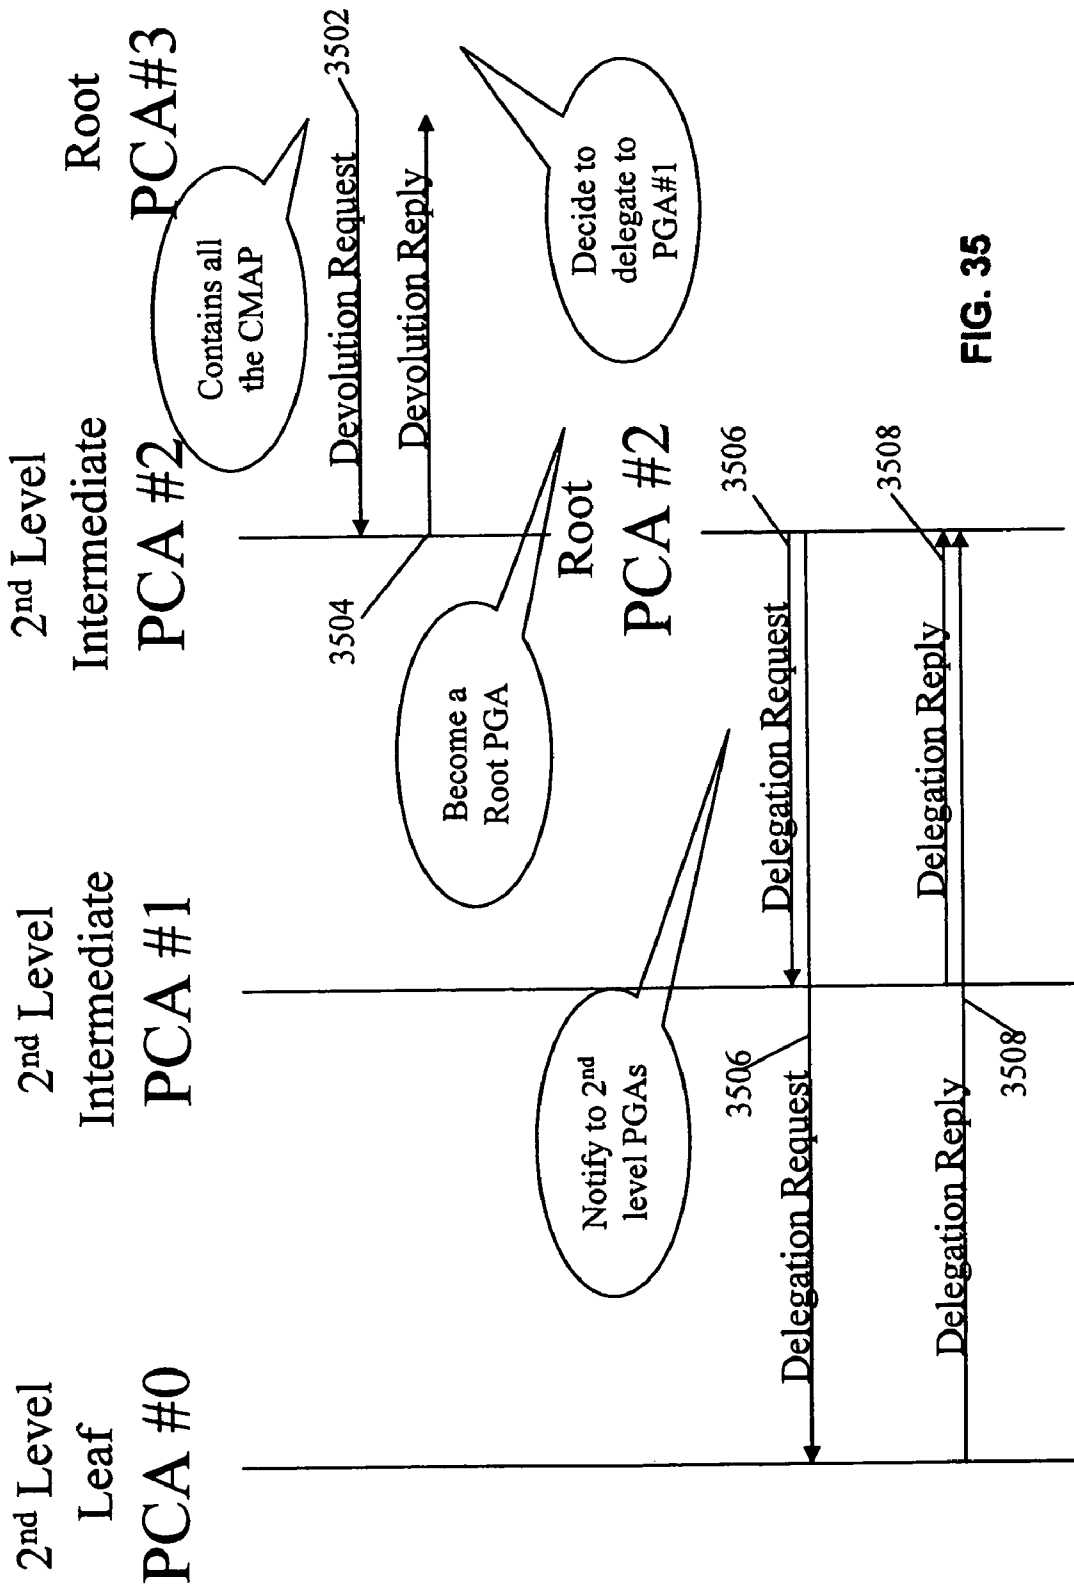 2nd Level
Leaf
PCA #0
2nd Level
Intermediate
PCA #1
2nd Level
Intermediate
PCA #2
Root
PCA#3
Contains all
the CMAP
Devolution Request
3502
Devolution Reply
3504
Decide to
delegate to
PGA#1
Become a
Root PGA
Root
PCA #2
Notify to 2nd
level PGAs
3506
Delegation Request
3506
Delegation Request
3508
Delegation Reply
Delegation Reply
3508
FIG. 35